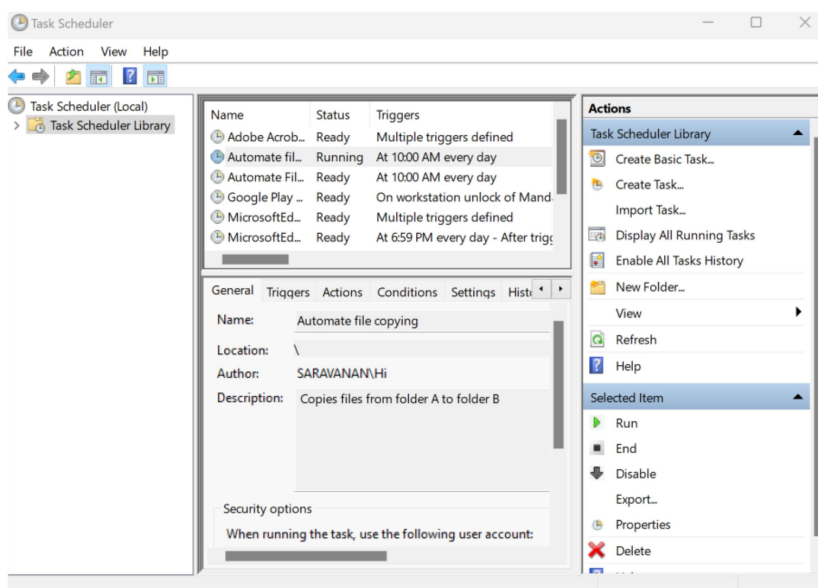 Task Scheduler
File Action View Help
Task Scheduler (Local)
Task Scheduler Library
Name Status Triggers
Adobe Acrob... Ready Multiple triggers defined
Automate fil... Running At 10:00 AM every day
Automate Fil... Ready At 10:00 AM every day
Google Play ... Ready On workstation unlock of Mand
MicrosoftEd... Ready Multiple triggers defined
MicrosoftEd... Ready At 6:59 PM every day - After trigg
General Triggers Actions Conditions Settings Histo
Name: Automate file copying
Location: \
Author: SARAVANAN\Hi
Description: Copies files from folder A to folder B
Security options
When running the task, use the following user account:
Actions
Task Scheduler Library
Create Basic Task...
Create Task...
Import Task...
Display All Running Tasks
Enable All Tasks History
New Folder...
View
Refresh
Help
Selected Item
Run
End
Disable
Export...
Properties
Delete